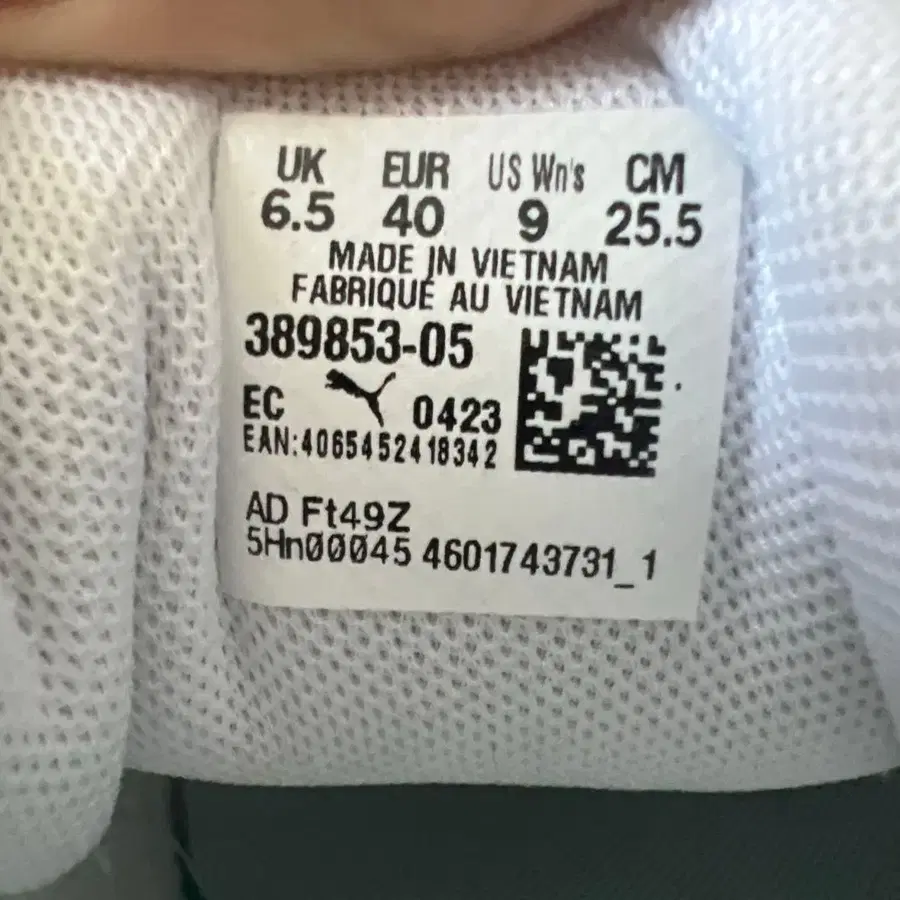 UK EUR US Wn's CM
6.5 40 9 25.5
MADE IN VIETNAM
FABRIQUÉ AU VIETNAM
389853-05
EC 0423
EAN:4065452418342
AD Ft49Z
5Hn00045 4601743731_1